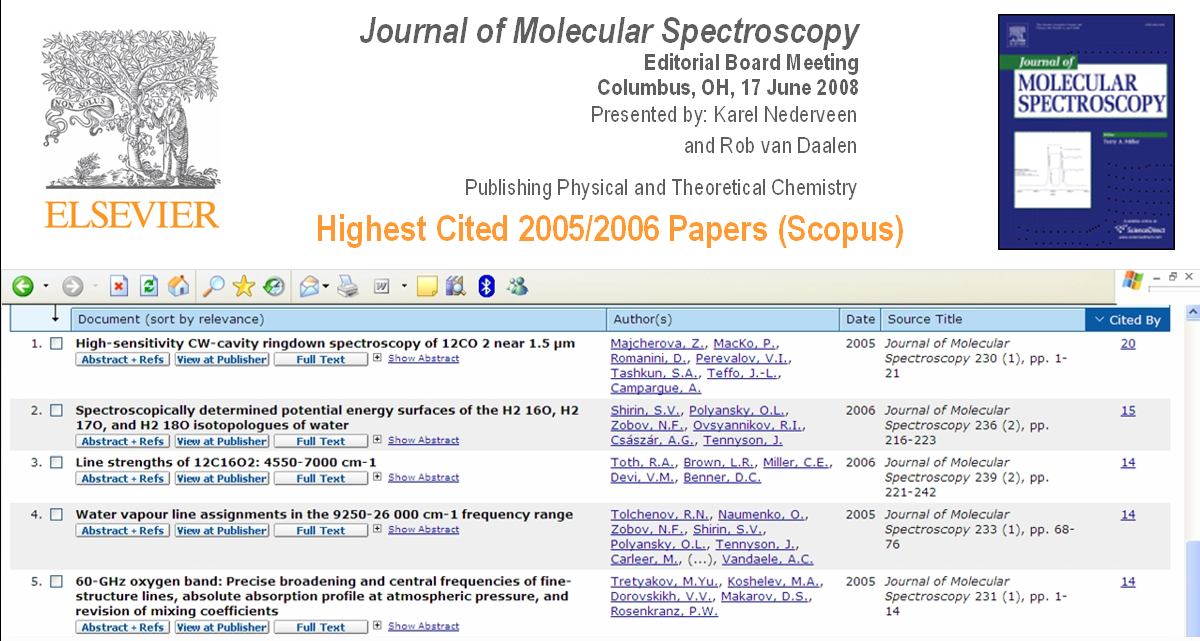 Journal of Molecular Spectroscopy
Editorial Board Meeting
Columbus, OH, 17 June 2008
Presented by: Karel Nederveen
and Rob van Daalen
Publishing Physical and Theoretical Chemistry
Highest Cited 2005/2006 Papers (Scopus)
NON SOLUS
ELSEVIER
Journal of
MOLECULAR
SPECTROSCOPY
Terry A. Miller
ScienceDirect
Document (sort by relevance) Author(s) Date Source Title Cited By
1. High-sensitivity CW-cavity ringdown spectroscopy of 12CO 2 near 1.5 µm
Abstract + Refs View at Publisher Full Text Show Abstract
Majcherova, Z., MacKo, P.,
Romanini, D., Perevalov, V.I.,
Tashkun, S.A., Teffo, J.-L.,
Campargue, A.
2005
Journal of Molecular
Spectroscopy 230 (1), pp. 1-
21
20
2. Spectroscopically determined potential energy surfaces of the H2 16O, H2
17O, and H2 18O isotopologues of water
Abstract + Refs View at Publisher Full Text Show Abstract
Shirin, S.V., Polyansky, O.L.,
Zobov, N.F., Ovsyannikov, R.I.,
Császár, A.G., Tennyson, J.
2006
Journal of Molecular
Spectroscopy 236 (2), pp.
216-223
15
3. Line strengths of 12C16O2: 4550-7000 cm-1
Abstract + Refs View at Publisher Full Text Show Abstract
Toth, R.A., Brown, L.R., Miller, C.E.,
Devi, V.M., Benner, D.C.
2006
Journal of Molecular
Spectroscopy 239 (2), pp.
221-242
14
4. Water vapour line assignments in the 9250-26 000 cm-1 frequency range
Abstract + Refs View at Publisher Full Text Show Abstract
Tolchenov, R.N., Naumenko, O.,
Zobov, N.F., Shirin, S.V.,
Polyansky, O.L., Tennyson, J.,
Carleer, M., (...), Vandaele, A.C.
2005
Journal of Molecular
Spectroscopy 233 (1), pp. 68-
76
14
5. 60-GHz oxygen band: Precise broadening and central frequencies of fine-
structure lines, absolute absorption profile at atmospheric pressure, and
revision of mixing coefficients
Abstract + Refs View at Publisher Full Text Show Abstract
Tretyakov, M.Yu., Koshelev, M.A.,
Dorovskikh, V.V., Makarov, D.S.,
Rosenkranz, P.W.
2005
Journal of Molecular
Spectroscopy 231 (1), pp. 1-
14
14